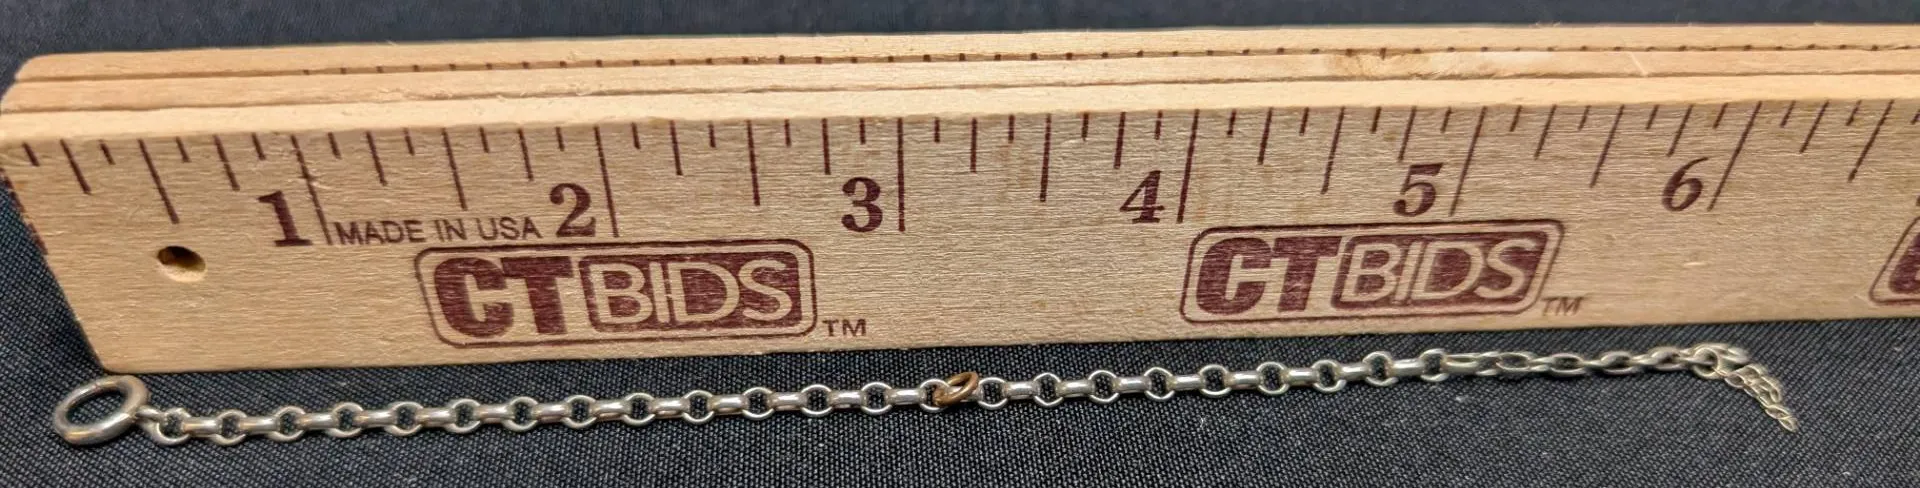 1 2 3 4 5 6
MADE IN USA
CTBIDS™ CTBIDS™